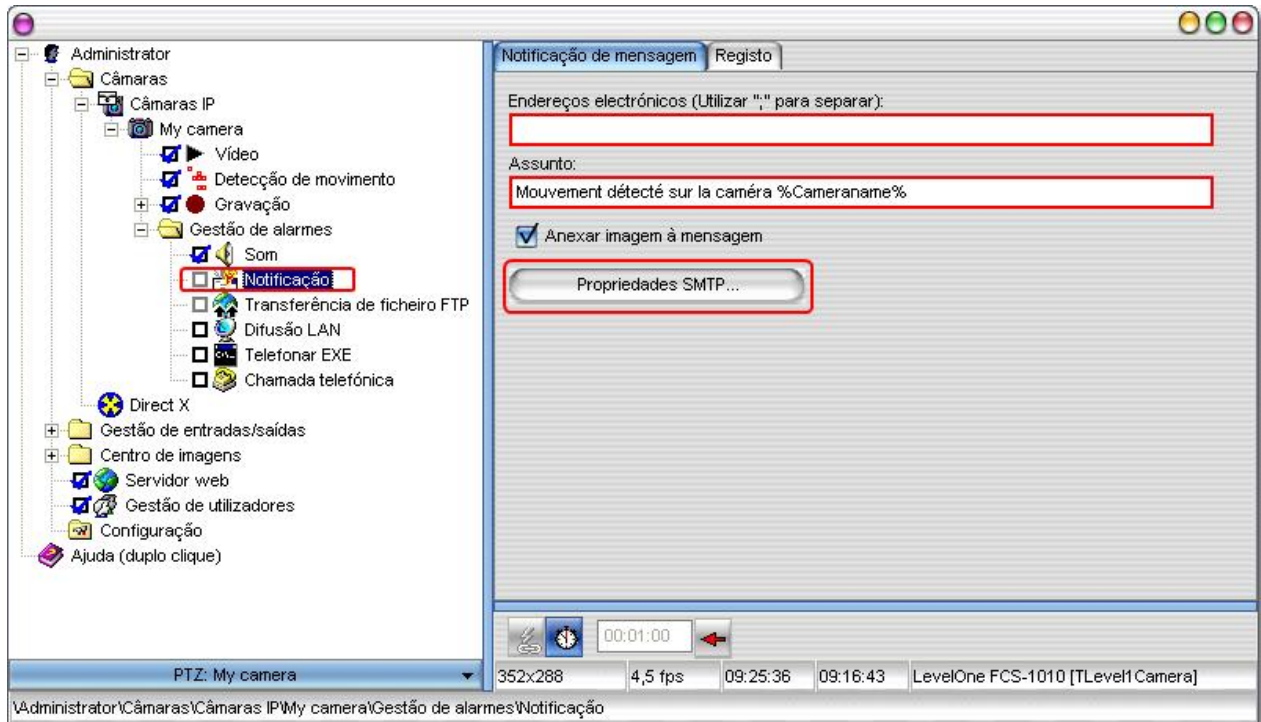 Administrator
Câmaras
Câmaras IP
My camera
Vídeo
Detecção de movimento
Gravação
Gestão de alarmes
Som
Notificação
Transferência de ficheiro FTP
Difusão LAN
Telefonar EXE
Chamada telefónica
Direct X
Gestão de entradas/saídas
Centro de imagens
Servidor web
Gestão de utilizadores
Configuração
Ajuda (duplo clique)
PTZ: My camera
Notificação de mensagem Registo
Endereços electrónicos (Utilizar ";" para separar):
Assunto:
Mouvement détecté sur la caméra %Cameraname%
Anexar imagem à mensagem
Propriedades SMTP...
00:01:00
352x288 4,5 fps 09:25:36 09:16:43 LevelOne FCS-1010 [TLevel1Camera]
\Administrator\Câmaras\Câmaras IP\My camera\Gestão de alarmes\Notificação